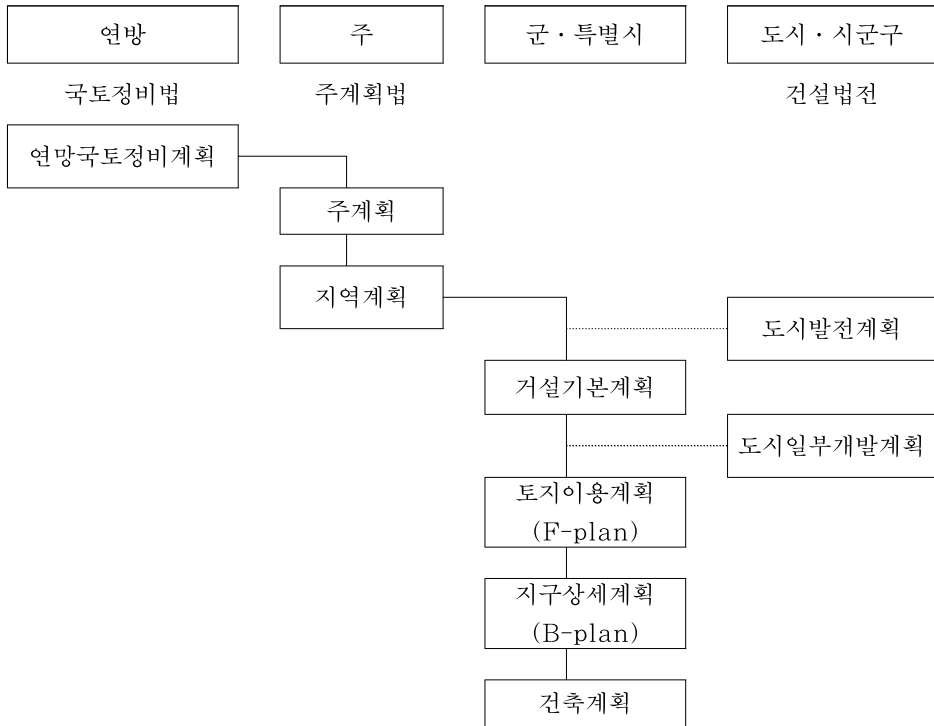 연방
주
군 · 특별시
도시 · 시군구
국토정비법
주계획법
건설법전
연망국토정비계획
주계획
지역계획
도시발전계획
거설기본계획
도시일부개발계획
토지이용계획
(F-plan)
지구상세계획
(B-plan)
건축계획